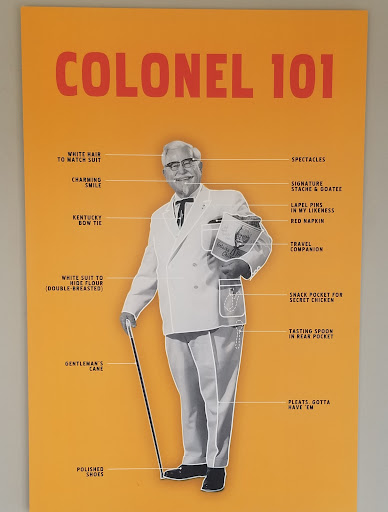 COLONEL 101
WHITE HAIR
TO MATCH SUIT
CHARMING
SMILE
KENTUCKY
BOW TIE
WHITE SUIT TO
HIDE FLOUR
(DOUBLE-BREASTED)
GENTLEMAN'S
CANE
POLISHED
SHOES
SPECTACLES
SIGNATURE
STACHE & GOATEE
LAPEL PINS
IN MY LIKENESS
RED NAPKIN
TRAVEL
COMPANION
SNACK POCKET FOR
SECRET CHICKEN
TASTING SPOON
IN REAR POCKET
PLEATS. GOTTA
HAVE 'EM